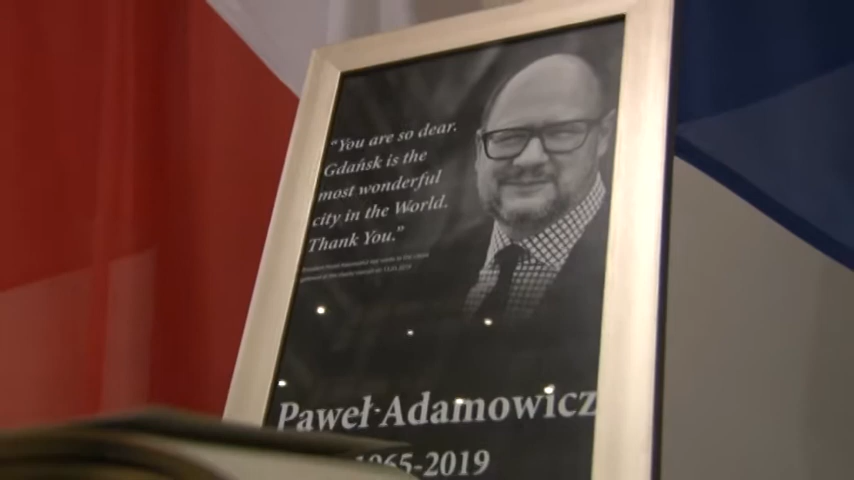 “You are so dear.
Gdańsk is the
most wonderful
city in the World.
Thank You.”
Paweł Adamowicz
1965-2019